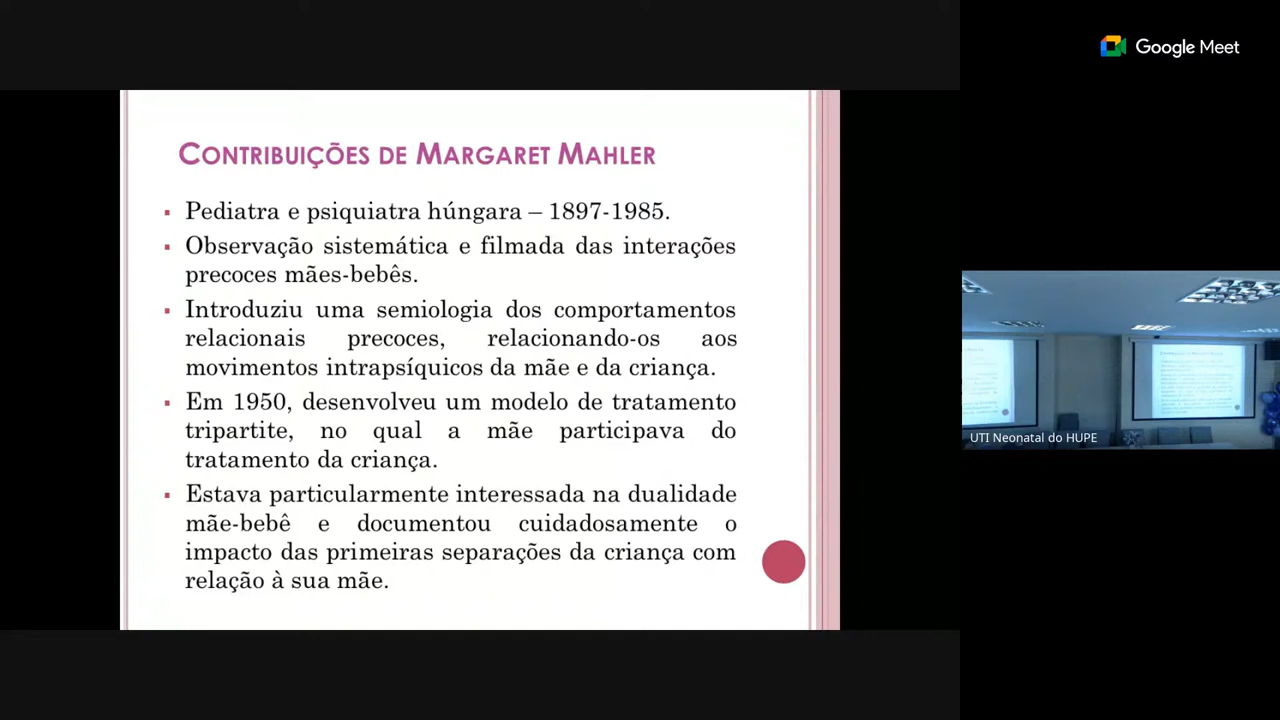 Google Meet
CONTRIBUIÇÕES DE MARGARET MAHLER
▪ Pediatra e psiquiatra húngara – 1897-1985.
▪ Observação sistemática e filmada das interações
precoces mães-bebês.
▪ Introduziu uma semiologia dos comportamentos
relacionais precoces, relacionando-os aos
movimentos intrapsíquicos da mãe e da criança.
▪ Em 1950, desenvolveu um modelo de tratamento
tripartite, no qual a mãe participava do
tratamento da criança.
▪ Estava particularmente interessada na dualidade
mãe-bebê e documentou cuidadosamente o
impacto das primeiras separações da criança com
relação à sua mãe.
UTI Neonatal do HUPE